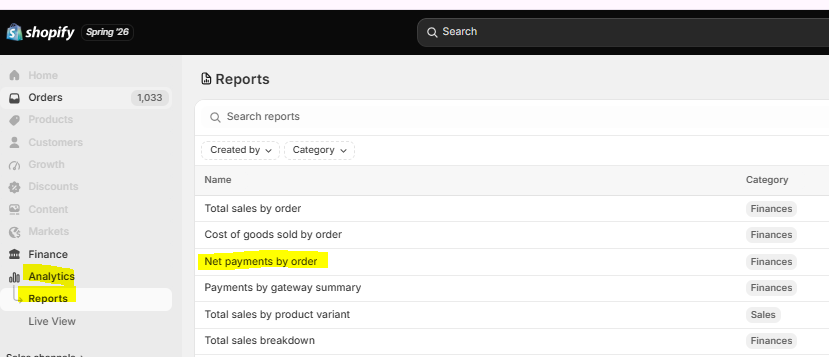 shopify Spring '26 Search
Home
Orders 1,033
Products
Customers
Growth
Discounts
Content
Markets
Finance
Analytics
Reports
Live View
Reports
Search reports
Created by Category
Name Category
Total sales by order Finances
Cost of goods sold by order Finances
Net payments by order Finances
Payments by gateway summary Finances
Total sales by product variant Sales
Total sales breakdown Finances